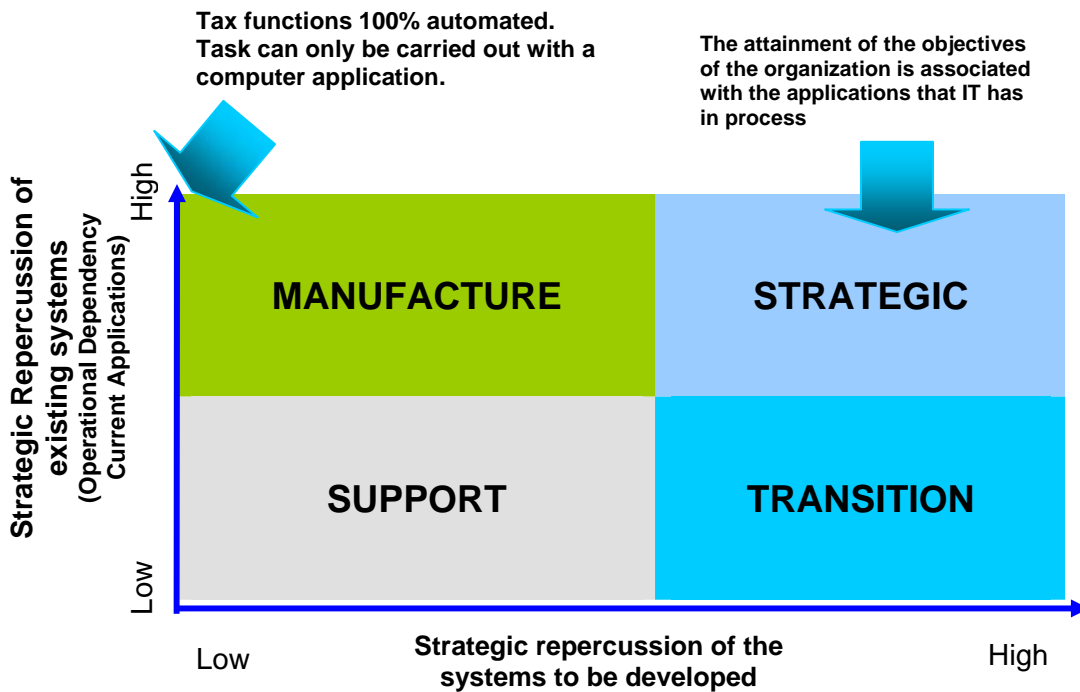 Tax functions 100% automated.
Task can only be carried out with a
computer application.
The attainment of the objectives
of the organization is associated
with the applications that IT has
in process
Strategic Repercussion of
existing systems
(Operational Dependency
Current Applications)
High
Low
MANUFACTURE
STRATEGIC
SUPPORT
TRANSITION
Low
Strategic repercussion of the
systems to be developed
High